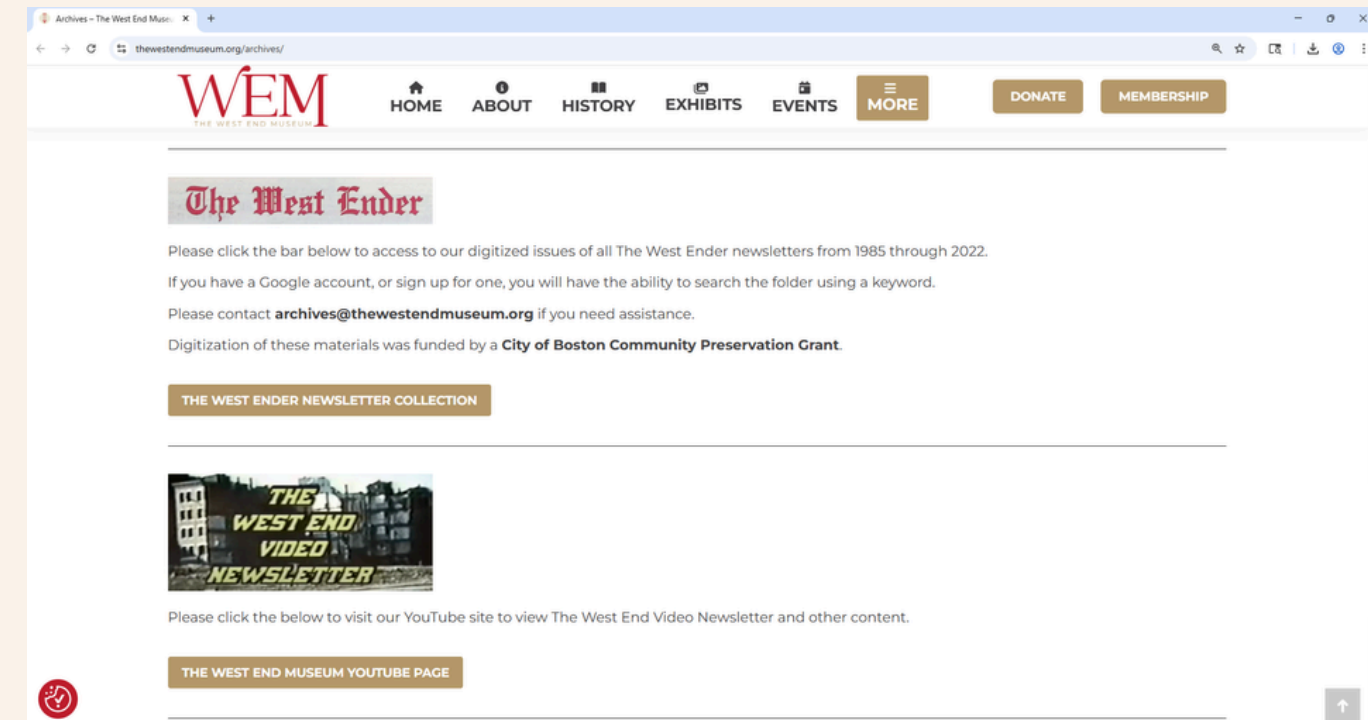 Archives – The West End Muse
thewestendmuseum.org/archives/
WEM
THE WEST END MUSEUM
HOME
ABOUT
HISTORY
EXHIBITS
EVENTS
MORE
DONATE
MEMBERSHIP
The West Ender
Please click the bar below to access to our digitized issues of all The West Ender newsletters from 1985 through 2022.
If you have a Google account, or sign up for one, you will have the ability to search the folder using a keyword.
Please contact archives@thewestendmuseum.org if you need assistance.
Digitization of these materials was funded by a City of Boston Community Preservation Grant.
THE WEST ENDER NEWSLETTER COLLECTION
THE
WEST END
VIDEO
NEWSLETTER
Please click the below to visit our YouTube site to view The West End Video Newsletter and other content.
THE WEST END MUSEUM YOUTUBE PAGE